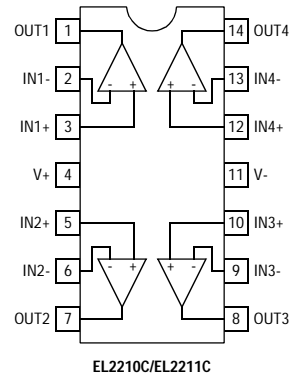 OUT1 1 14 OUT4
IN1- 2 - + + - 13 IN4-
IN1+ 3 12 IN4+
V+ 4 11 V-
IN2+ 5 10 IN3+
IN2- 6 - + + - 9 IN3-
OUT2 7 8 OUT3
EL2210C/EL2211C